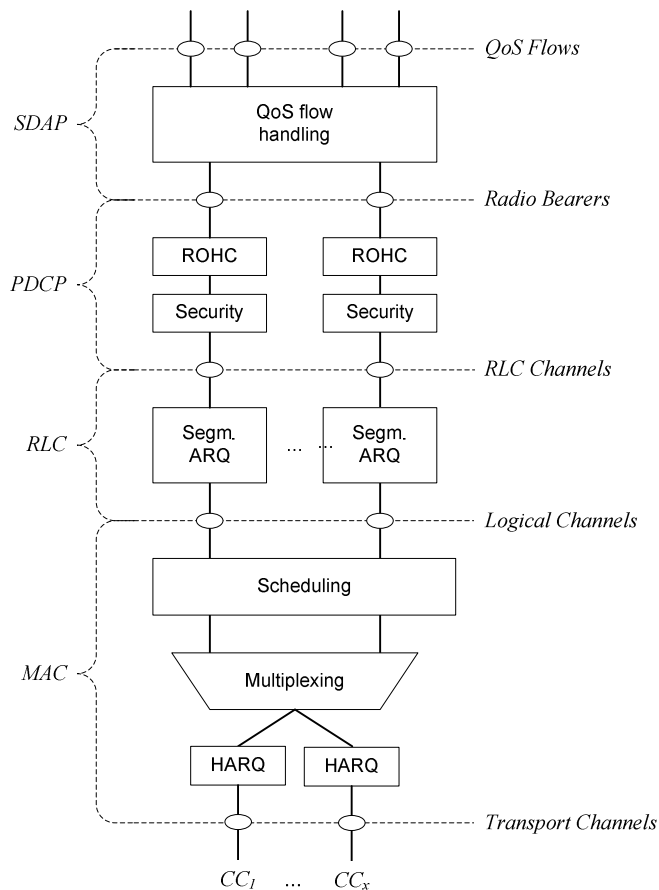 QoS Flows
QoS flow
handling
SDAP
Radio Bearers
ROHC
ROHC
PDCP
Security
Security
RLC Channels
Segm.
ARQ
... ...
Segm.
ARQ
RLC
Logical Channels
Scheduling
MAC
Multiplexing
HARQ
HARQ
Transport Channels
CC1 ... CCx